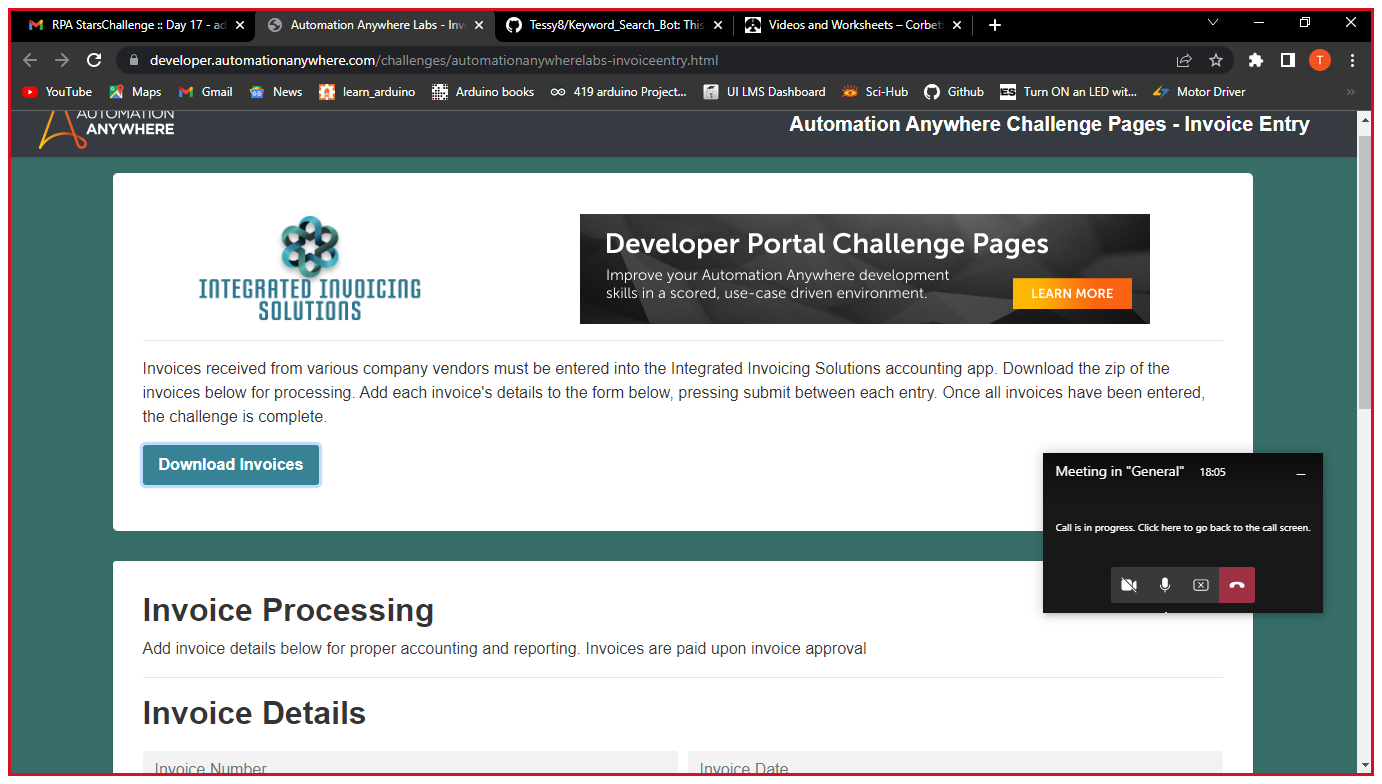 RPA StarsChallenge :: Day 17 - ad
Automation Anywhere Labs - Inv
Tessy8/Keyword_Search_Bot: This
Videos and Worksheets – Corbett
developer.automationanywhere.com/challenges/automationanywherelabs-invoiceentry.html
T
YouTube
Maps
Gmail
News
learn_arduino
Arduino books
419 arduino Project...
UI LMS Dashboard
Sci-Hub
Github
ES
Turn ON an LED wit...
Motor Driver
»
AUTOMATION
ANYWHERE
Automation Anywhere Challenge Pages - Invoice Entry
INTEGRATED INVOICING
SOLUTIONS
Developer Portal Challenge Pages
Improve your Automation Anywhere development
skills in a scored, use-case driven environment.
LEARN MORE
Invoices received from various company vendors must be entered into the Integrated Invoicing Solutions accounting app. Download the zip of the
invoices below for processing. Add each invoice's details to the form below, pressing submit between each entry. Once all invoices have been entered,
the challenge is complete.
Download Invoices
Meeting in "General" 18:05
Call is in progress. Click here to go back to the call screen.
Invoice Processing
Add invoice details below for proper accounting and reporting. Invoices are paid upon invoice approval
Invoice Details
Invoice Number
Invoice Date